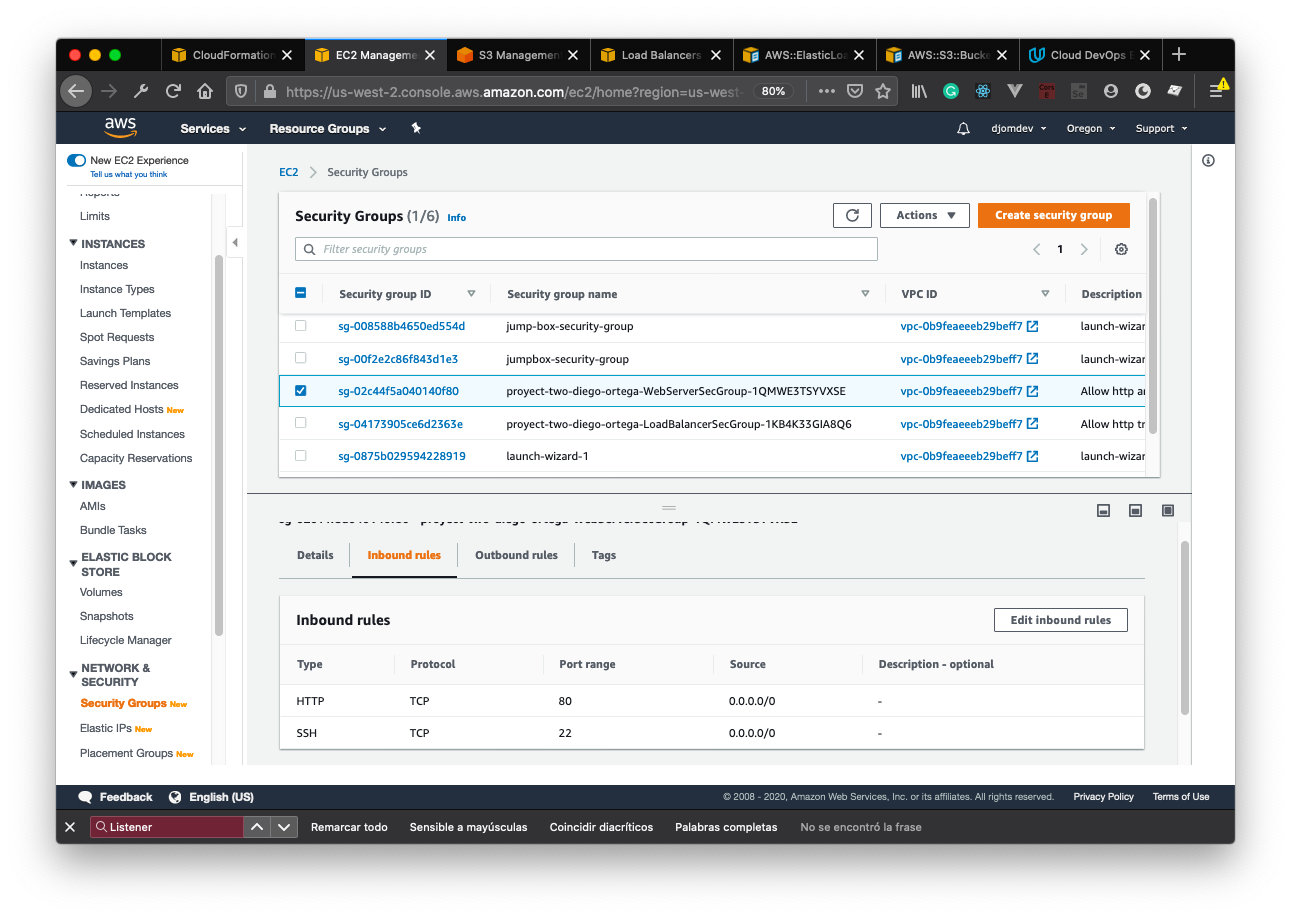 CloudFormation
EC2 Manageme
S3 Managemen
Load Balancers
AWS::ElasticLoa
AWS::S3::Bucke
Cloud DevOps E
https://us-west-2.console.aws.amazon.com/ec2/home?region=us-west-
80%
aws
Services
Resource Groups
djomdev
Oregon
Support
New EC2 Experience
Tell us what you think
Reports
Limits
INSTANCES
Instances
Instance Types
Launch Templates
Spot Requests
Savings Plans
Reserved Instances
Dedicated Hosts New
Scheduled Instances
Capacity Reservations
IMAGES
AMIs
Bundle Tasks
ELASTIC BLOCK
STORE
Volumes
Snapshots
Lifecycle Manager
NETWORK &
SECURITY
Security Groups New
Elastic IPs New
Placement Groups New
EC2 > Security Groups
Security Groups (1/6) Info
Actions
Create security group
Filter security groups
1
Security group ID Security group name VPC ID Description
sg-008588b4650ed554d jump-box-security-group vpc-0b9feaeeeb29beff7 launch-wizar
sg-00f2e2c86f843d1e3 jumpbox-security-group vpc-0b9feaeeeb29beff7 launch-wizar
sg-02c44f5a040140f80 proyect-two-diego-ortega-WebServerSecGroup-1QMWE3TSYVXSE vpc-0b9feaeeeb29beff7 Allow http ar
sg-04173905ce6d2363e proyect-two-diego-ortega-LoadBalancerSecGroup-1KB4K33GIA8Q6 vpc-0b9feaeeeb29beff7 Allow http tr
sg-0875b029594228919 launch-wizard-1 vpc-0b9feaeeeb29beff7 launch-wizar
Details
Inbound rules
Outbound rules
Tags
Inbound rules
Edit inbound rules
Type Protocol Port range Source Description - optional
HTTP TCP 80 0.0.0.0/0 -
SSH TCP 22 0.0.0.0/0 -
Feedback
English (US)
© 2008 - 2020, Amazon Web Services, Inc. or its affiliates. All rights reserved.
Privacy Policy
Terms of Use
Listener
Remarcar todo
Sensible a mayúsculas
Coincidir diacríticos
Palabras completas
No se encontró la frase